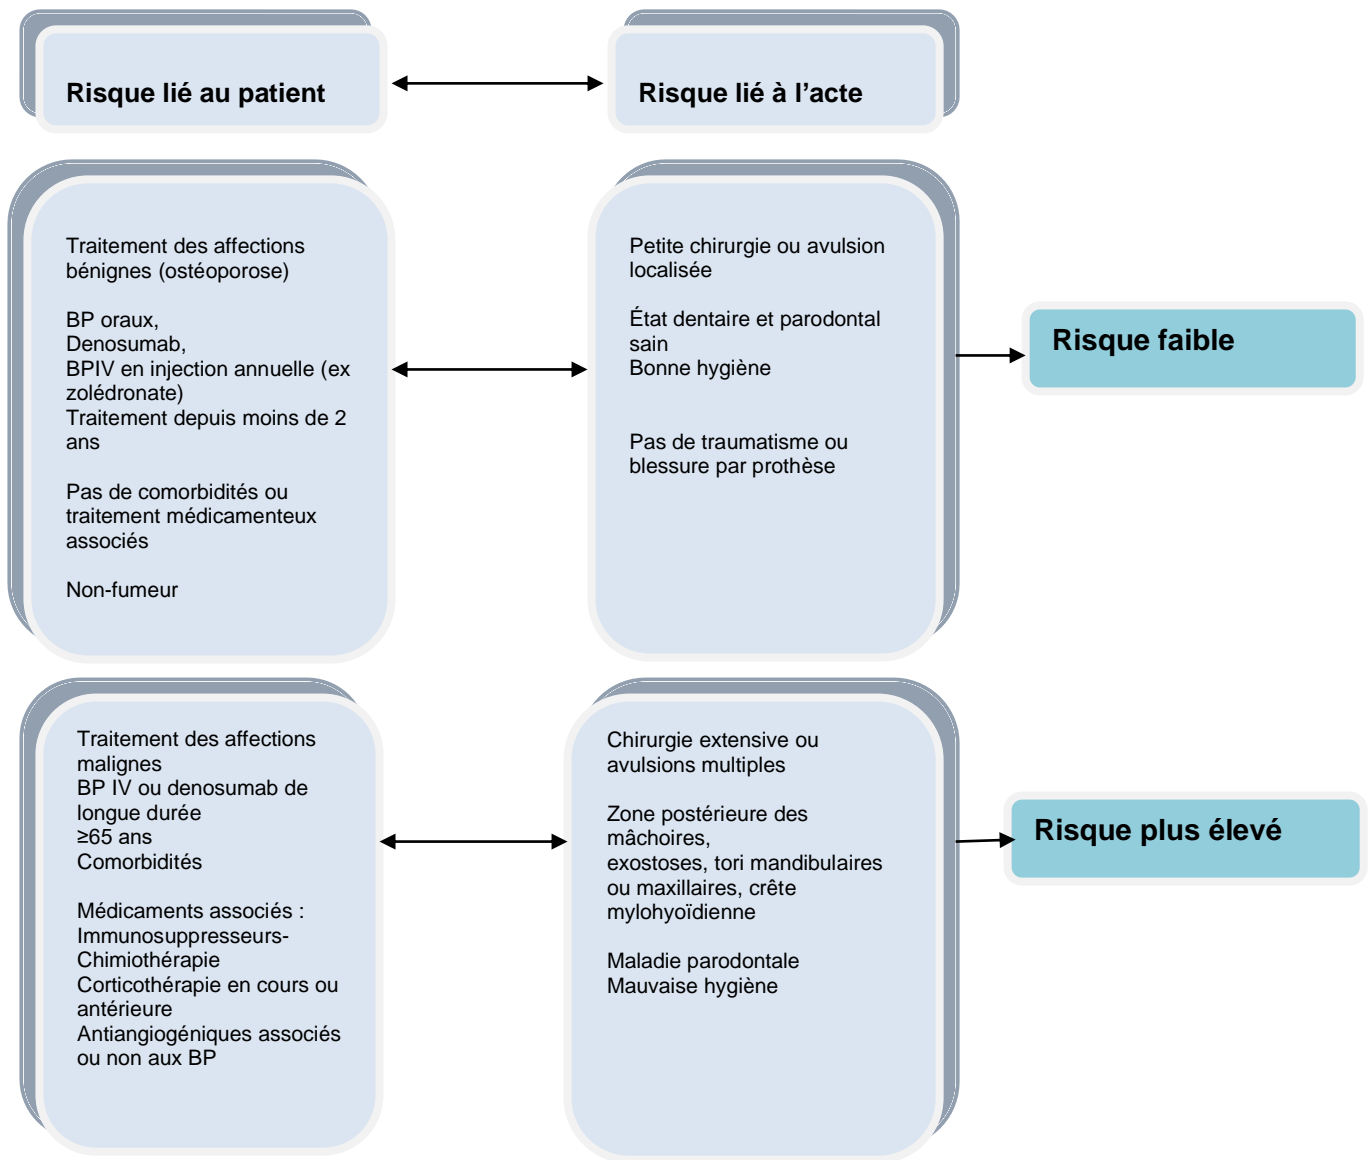 Risque lié au patient
Risque lié à l’acte
Traitement des affections
bénignes (ostéoporose)
BP oraux,
Denosumab,
BPIV en injection annuelle (ex
zolédronate)
Traitement depuis moins de 2
ans
Pas de comorbidités ou
traitement médicamenteux
associés
Non-fumeur
Petite chirurgie ou avulsion
localisée
État dentaire et parodontal
sain
Bonne hygiène
Pas de traumatisme ou
blessure par prothèse
Risque faible
Traitement des affections
malignes
BP IV ou denosumab de
longue durée
≥65 ans
Comorbidités
Médicaments associés :
Immunosuppresseurs-
Chimiothérapie
Corticothérapie en cours ou
antérieure
Antiangiogéniques associés
ou non aux BP
Chirurgie extensive ou
avulsions multiples
Zone postérieure des
mâchoires,
exostoses, tori mandibulaires
ou maxillaires, crête
mylohyoïdienne
Maladie parodontale
Mauvaise hygiène
Risque plus élevé